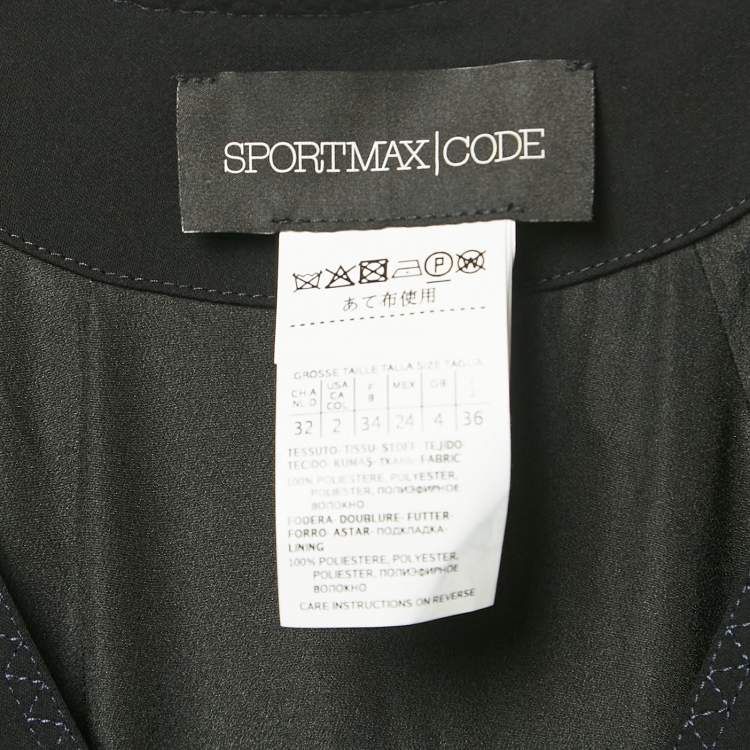 SPORTMAX|CODE
P W
あて布使用
GROSSE TAILLE TALLA SIZE TAGLIA
CH A NL D USA CA COL F B MEX GB I
32 2 34 24 4 36
TESSUTO-TISSU-STOFF-TEJIDO-
TECIDO-KUMAŞ-ТКАНЬ-FABRIC
100% POLIESTERE, POLYESTER,
POLIESTER, ПОЛИЭФИРНОЕ
ВОЛОКНО
FODERA-DOUBLURE-FUTTER-
FORRO-ASTAR-ПОДКЛАДКА-
LINING
100% POLIESTERE, POLYESTER,
POLIESTER, ПОЛИЭФИРНОЕ
ВОЛОКНО
CARE INSTRUCTIONS ON REVERSE